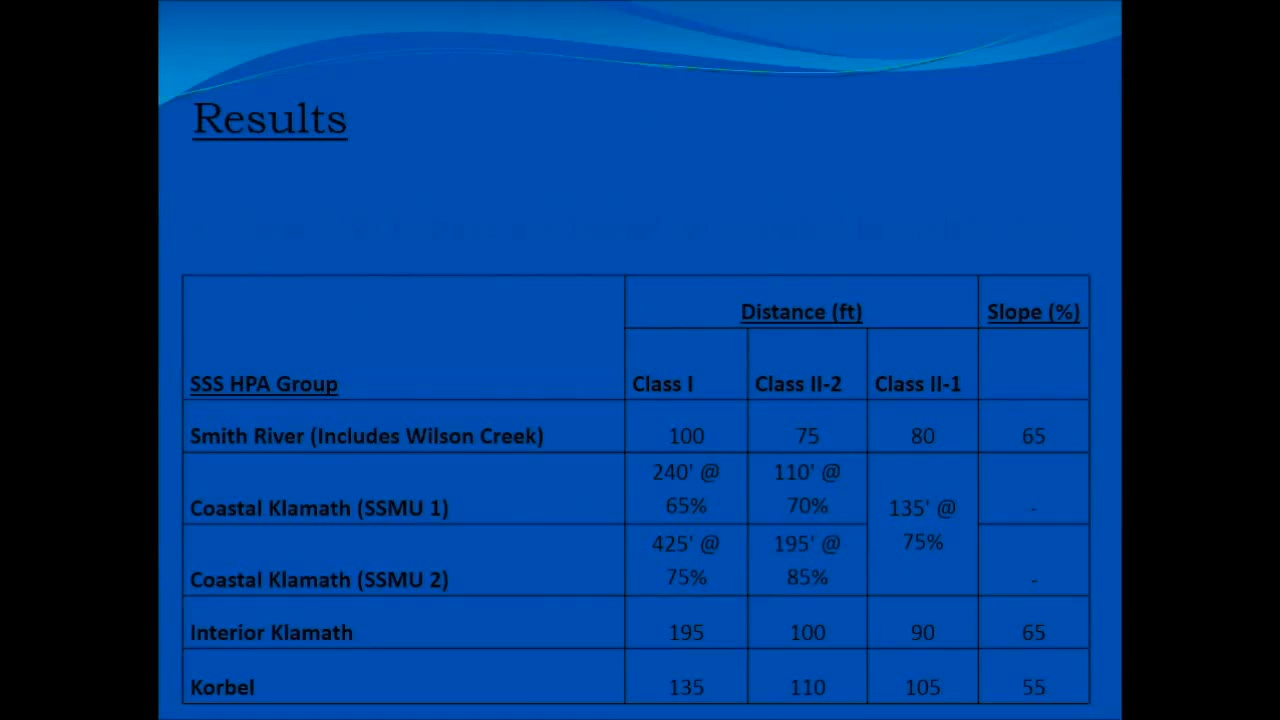 Results
Distance (ft) Slope (%)
SSS HPA Group Class I Class II-2 Class II-1
Smith River (Includes Wilson Creek) 100 75 80 65
240' @ 110' @
65% 70%
Coastal Klamath (SSMU 1) 135' @ -
75%
425' @ 195' @
75% 85%
Coastal Klamath (SSMU 2) -
Interior Klamath 195 100 90 65
Korbel 135 110 105 55